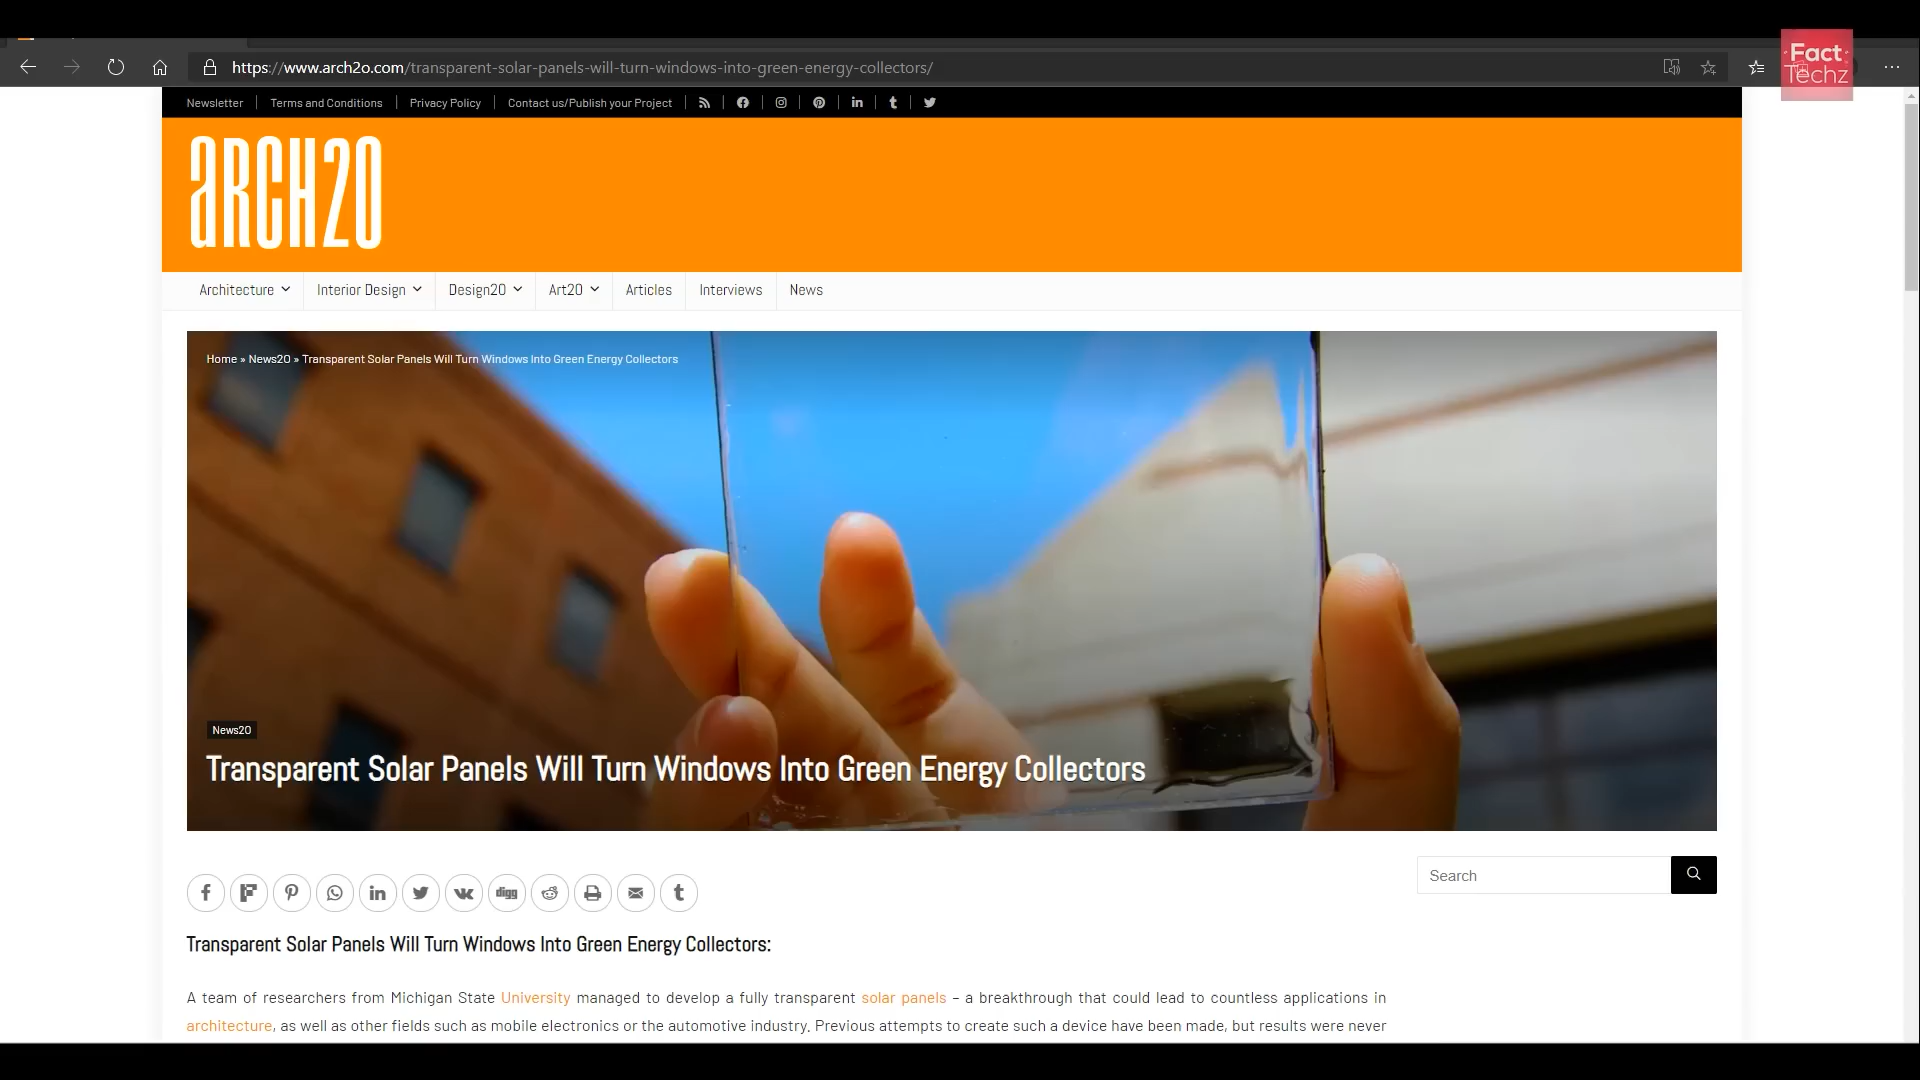 Fact
Techz
https://www.arch2o.com/transparent-solar-panels-will-turn-windows-into-green-energy-collectors/
Newsletter Terms and Conditions Privacy Policy Contact us/Publish your Project
aRCH2O
Architecture Interior Design Design2O Art2O Articles Interviews News
Home » News2O » Transparent Solar Panels Will Turn Windows Into Green Energy Collectors
News2O
Transparent Solar Panels Will Turn Windows Into Green Energy Collectors
Search
digg
Transparent Solar Panels Will Turn Windows Into Green Energy Collectors:
A team of researchers from Michigan State University managed to develop a fully transparent solar panels – a breakthrough that could lead to countless applications in
architecture, as well as other fields such as mobile electronics or the automotive industry. Previous attempts to create such a device have been made, but results were never